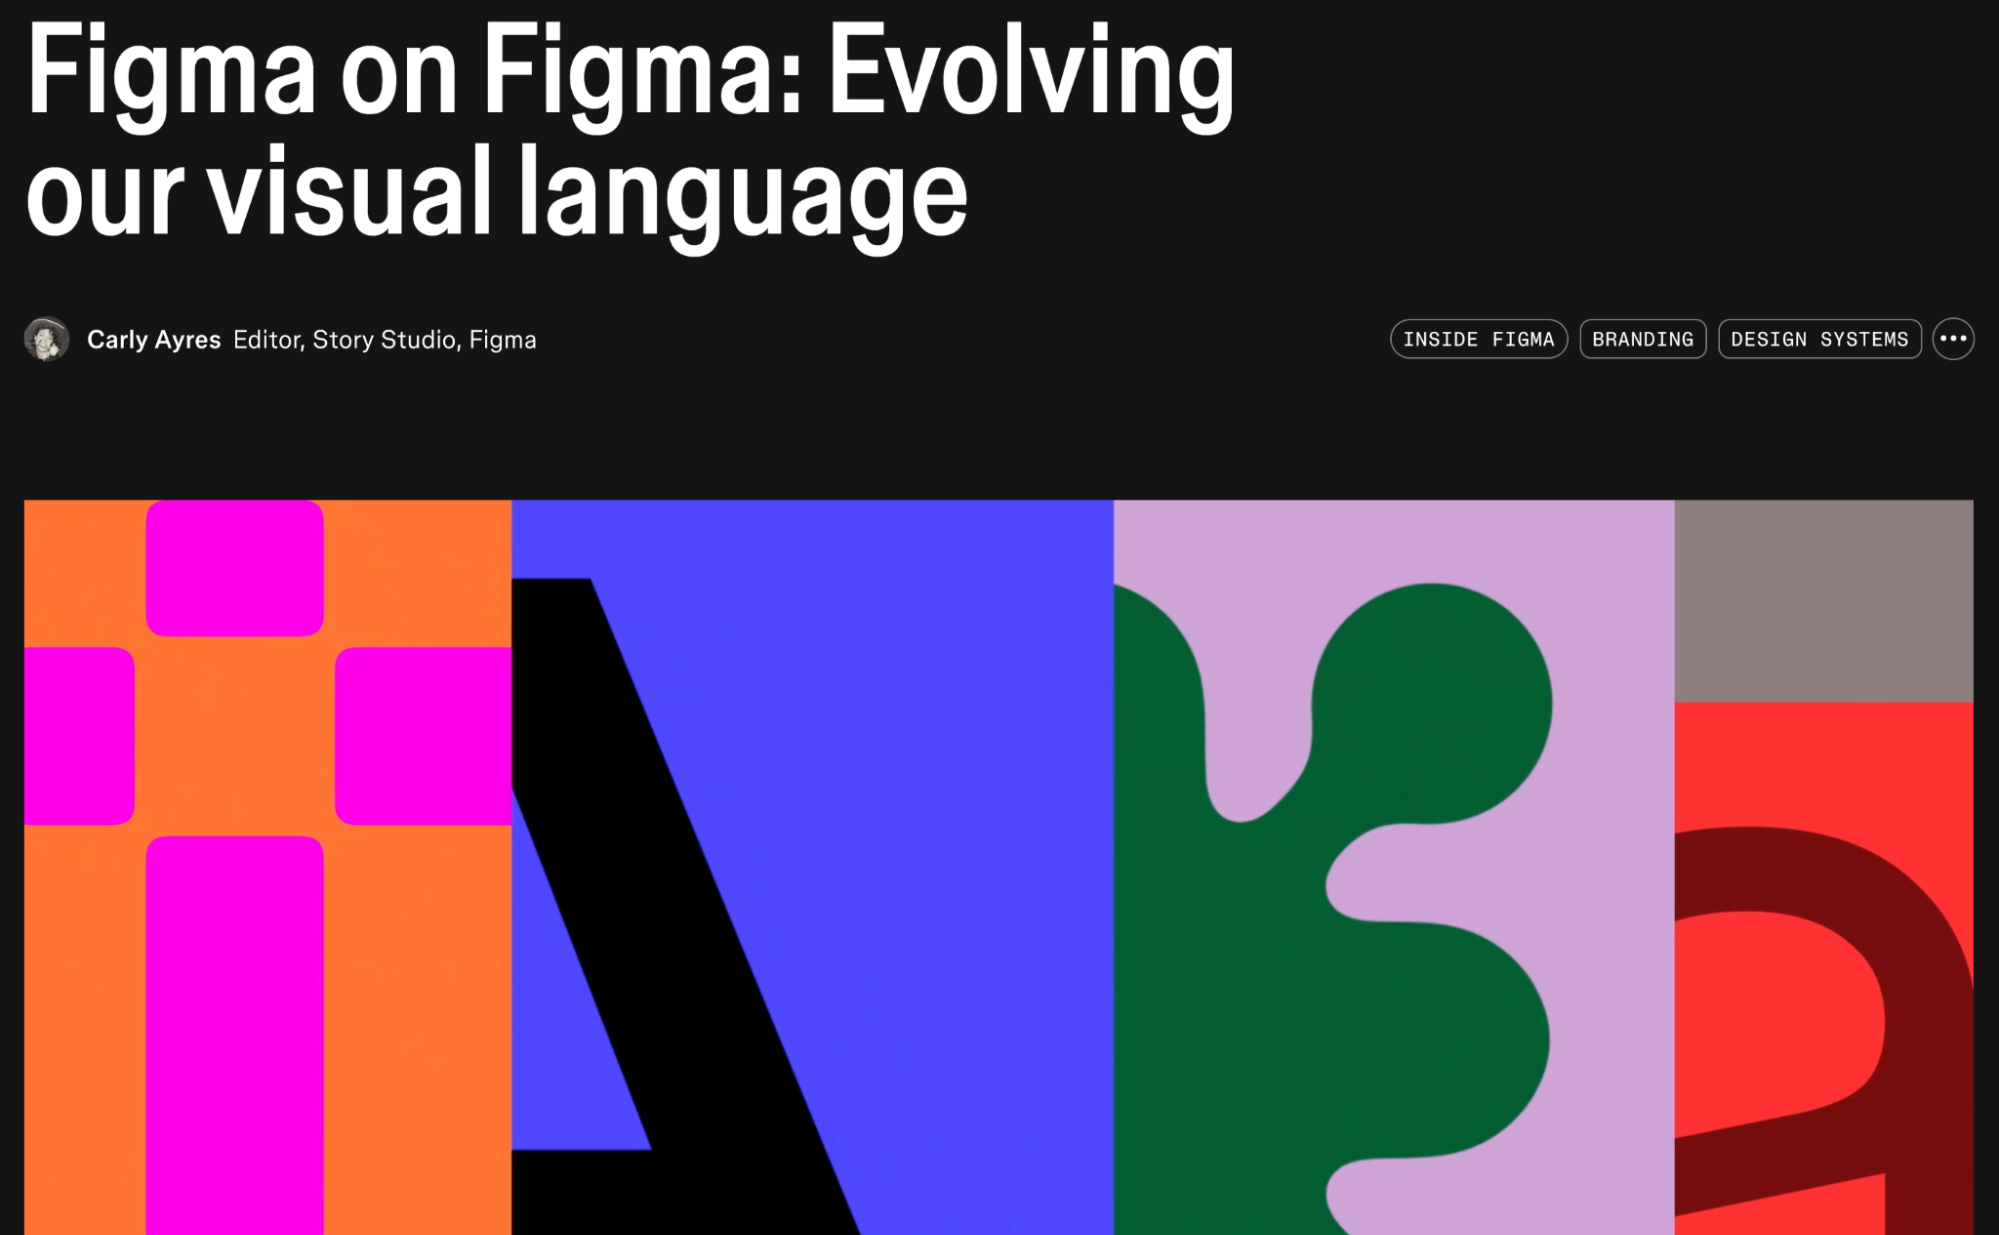 Figma on Figma: Evolving
our visual language
Carly Ayres Editor, Story Studio, Figma
INSIDE FIGMA BRANDING DESIGN SYSTEMS